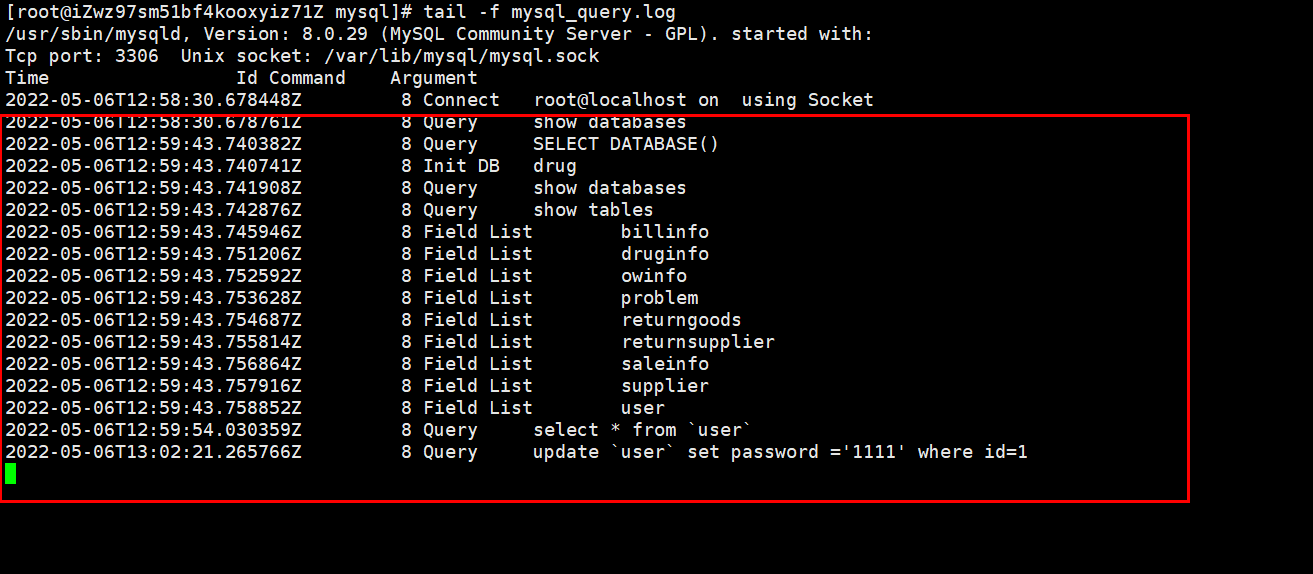 [root@iZwz97sm51bf4kooxyiz71Z mysql]# tail -f mysql_query.log
/usr/sbin/mysqld, Version: 8.0.29 (MySQL Community Server - GPL). started with:
Tcp port: 3306  Unix socket: /var/lib/mysql/mysql.sock
Time                 Id Command    Argument
2022-05-06T12:58:30.678448Z         8 Connect   root@localhost on  using Socket
2022-05-06T12:58:30.678761Z         8 Query     show databases
2022-05-06T12:59:43.740382Z         8 Query     SELECT DATABASE()
2022-05-06T12:59:43.740741Z         8 Init DB   drug
2022-05-06T12:59:43.741908Z         8 Query     show databases
2022-05-06T12:59:43.742876Z         8 Query     show tables
2022-05-06T12:59:43.745946Z         8 Field List        billinfo
2022-05-06T12:59:43.751206Z         8 Field List        druginfo
2022-05-06T12:59:43.752592Z         8 Field List        owinfo
2022-05-06T12:59:43.753628Z         8 Field List        problem
2022-05-06T12:59:43.754687Z         8 Field List        returngoods
2022-05-06T12:59:43.755814Z         8 Field List        returnsupplier
2022-05-06T12:59:43.756864Z         8 Field List        saleinfo
2022-05-06T12:59:43.757916Z         8 Field List        supplier
2022-05-06T12:59:43.758852Z         8 Field List        user
2022-05-06T12:59:54.030359Z         8 Query     select * from `user`
2022-05-06T13:02:21.265766Z         8 Query     update `user` set password ='1111' where id=1